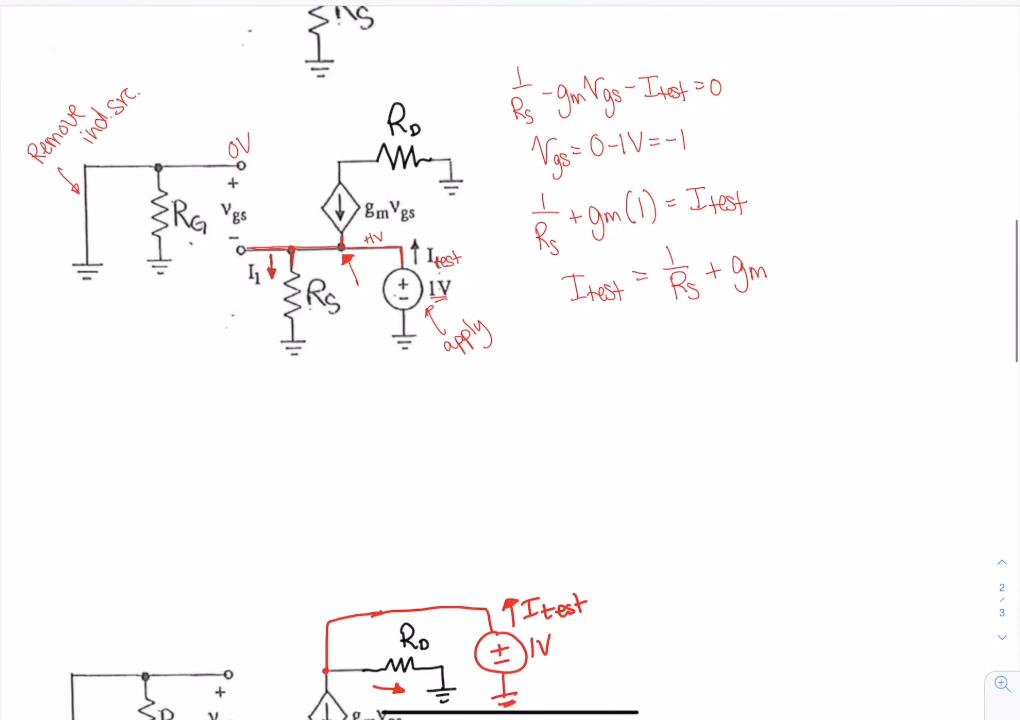 RS
Remove
ind. src.
0V
+
vgs
-
RG
RD
gmvgs
+1V
I1
RS
Itest
+
-
1V
apply
1/RS - gmVgs - Itest = 0
Vgs = 0 - 1V = -1
1/RS + gm(1) = Itest
Itest = 1/RS + gm
2
/
3
Itest
RD
+
-
1V
+